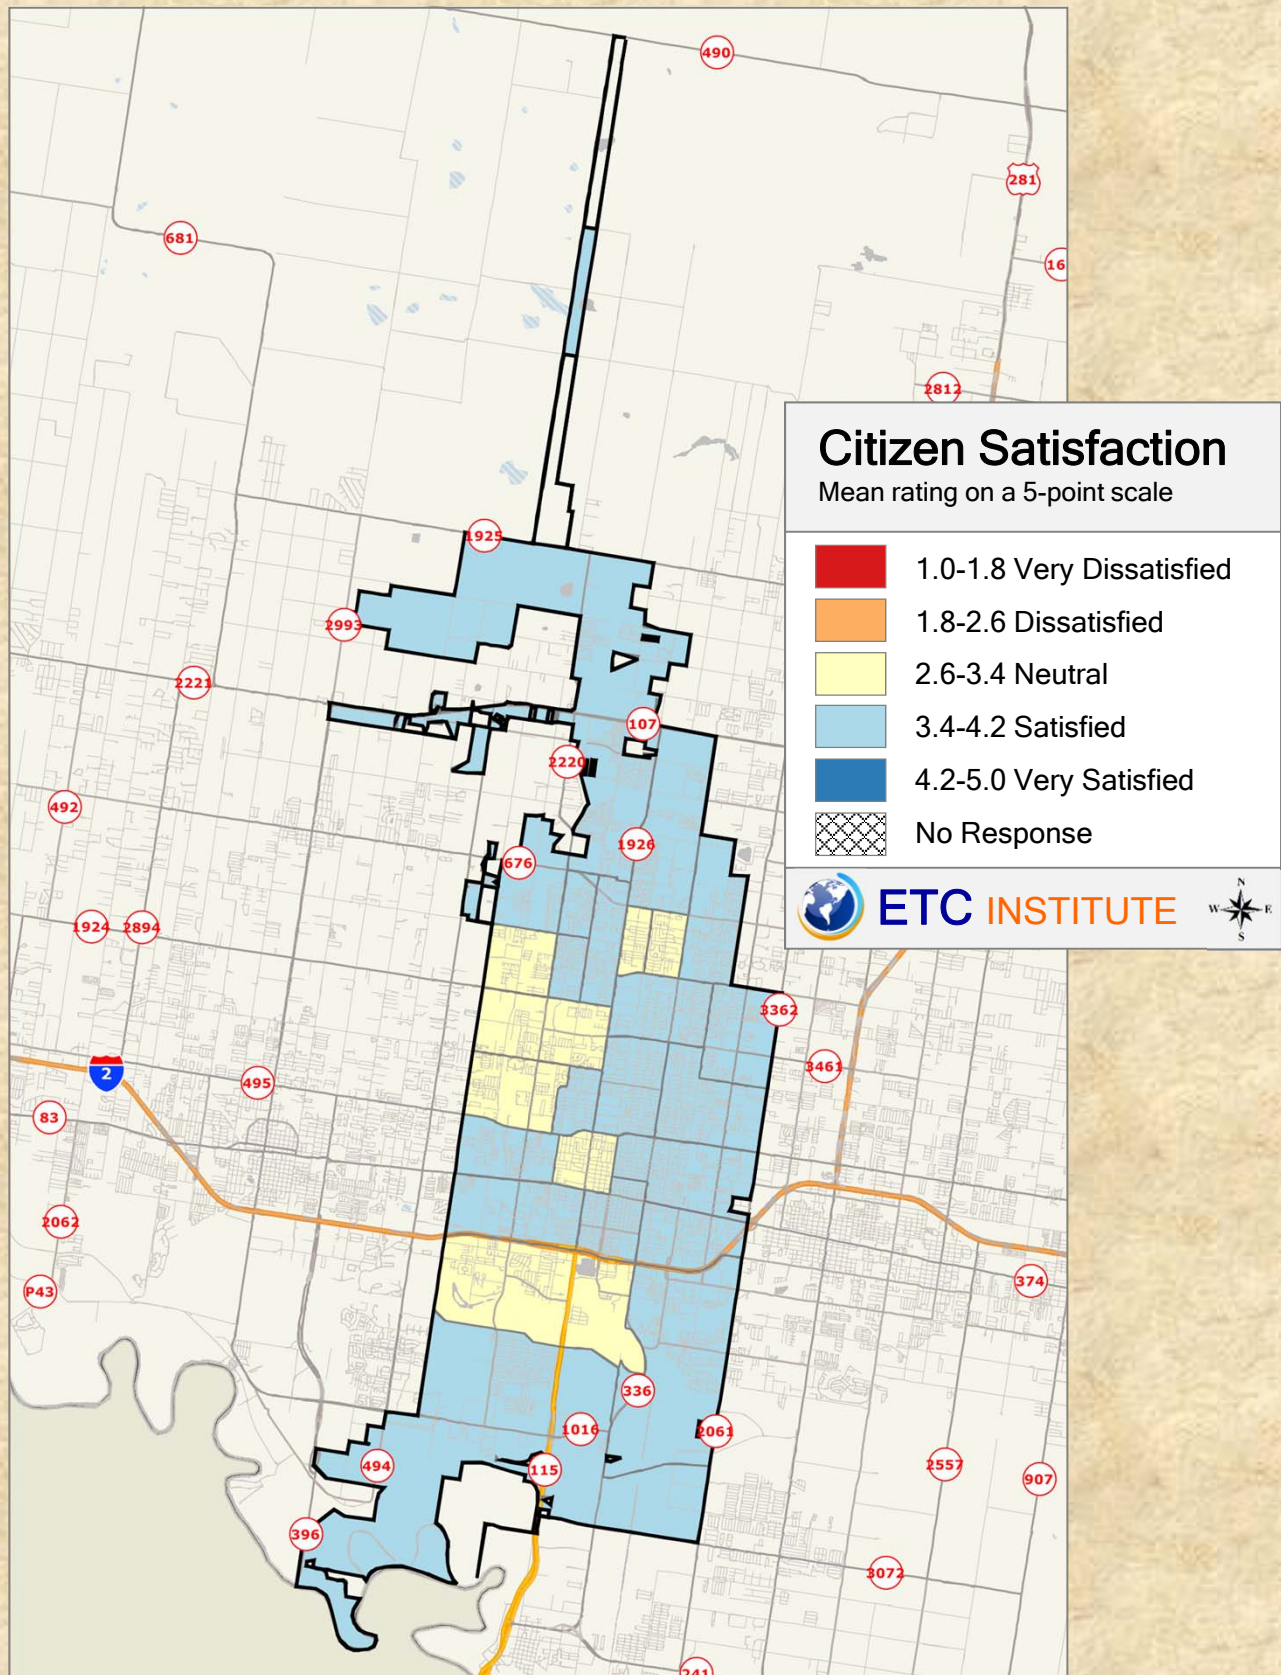 490
281
681
16
2812
Citizen Satisfaction
Mean rating on a 5-point scale
1.0-1.8 Very Dissatisfied
1.8-2.6 Dissatisfied
2.6-3.4 Neutral
3.4-4.2 Satisfied
4.2-5.0 Very Satisfied
No Response
ETC INSTITUTE
N
W E
S
1925
2993
2221
107
2220
492
1926
676
1924
2894
3362
3461
2
495
83
2062
P43
374
336
1016
2061
494
115
2557
907
396
3072
241